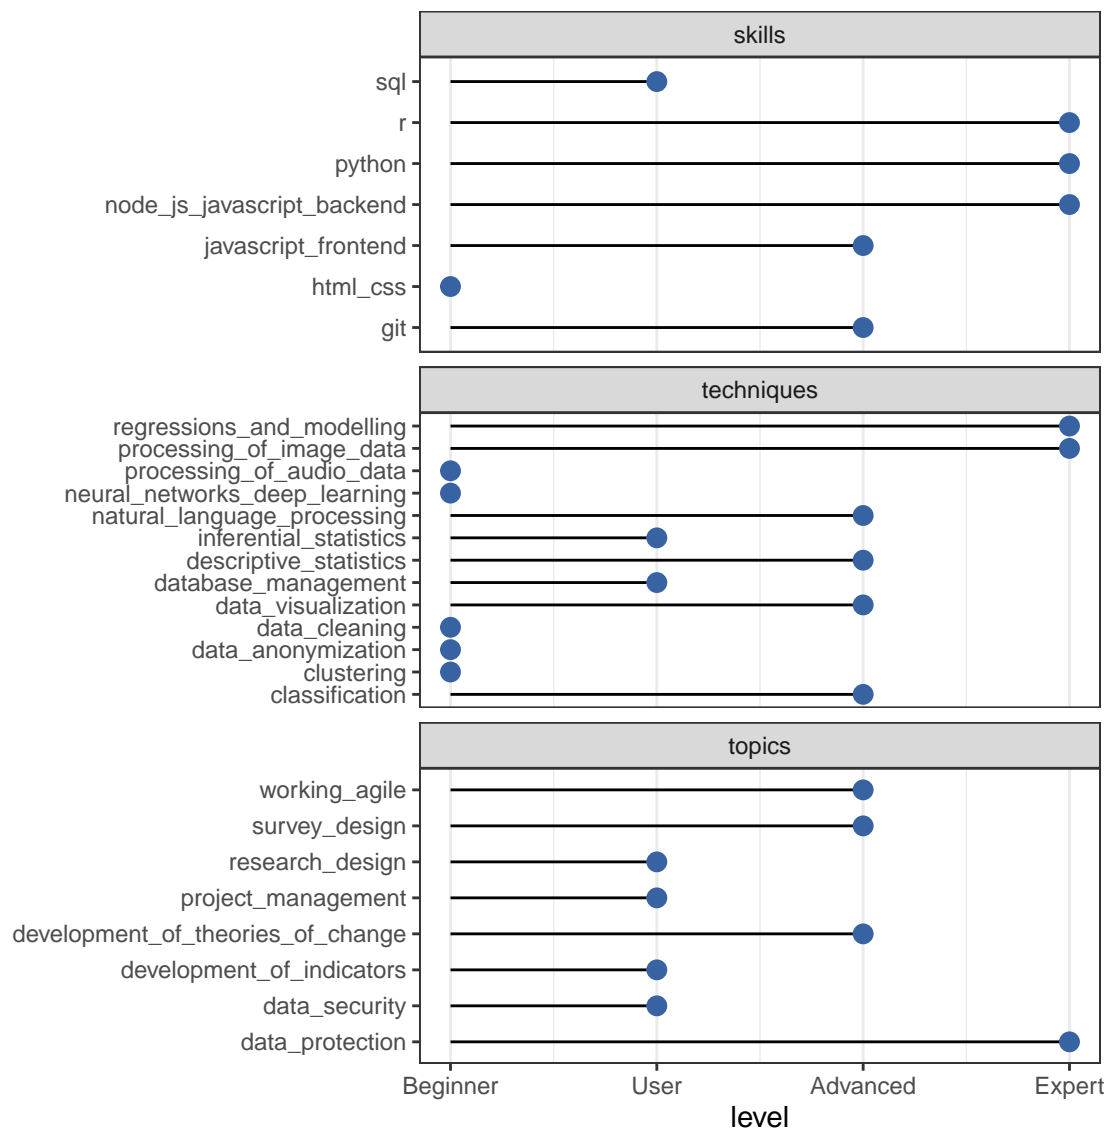 skills
sql
r
python
node_js_javascript_backend
javascript_frontend
html_css
git
techniques
regressions_and_modelling
processing_of_image_data
processing_of_audio_data
neural_networks_deep_learning
natural_language_processing
inferential_statistics
descriptive_statistics
database_management
data_visualization
data_cleaning
data_anonymization
clustering
classification
topics
working_agile
survey_design
research_design
project_management
development_of_theories_of_change
development_of_indicators
data_security
data_protection
Beginner User Advanced Expert
level